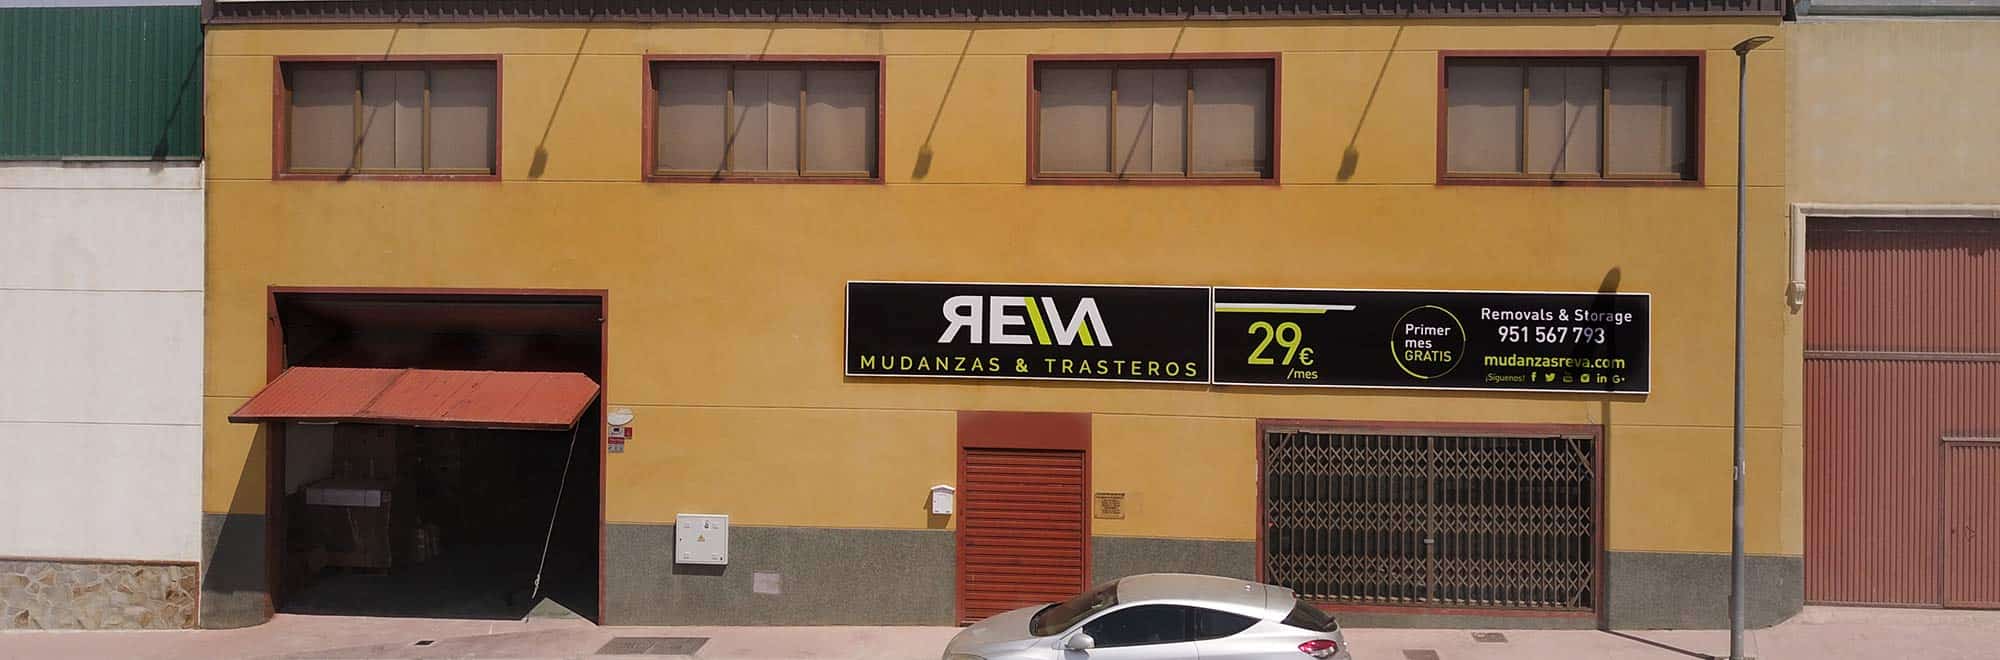 REVA
MUDANZAS & TRASTEROS
29€
/mes
Primer
mes
GRATIS
Removals & Storage
951 567 793
mudanzasreva.com
¡Síguenos!